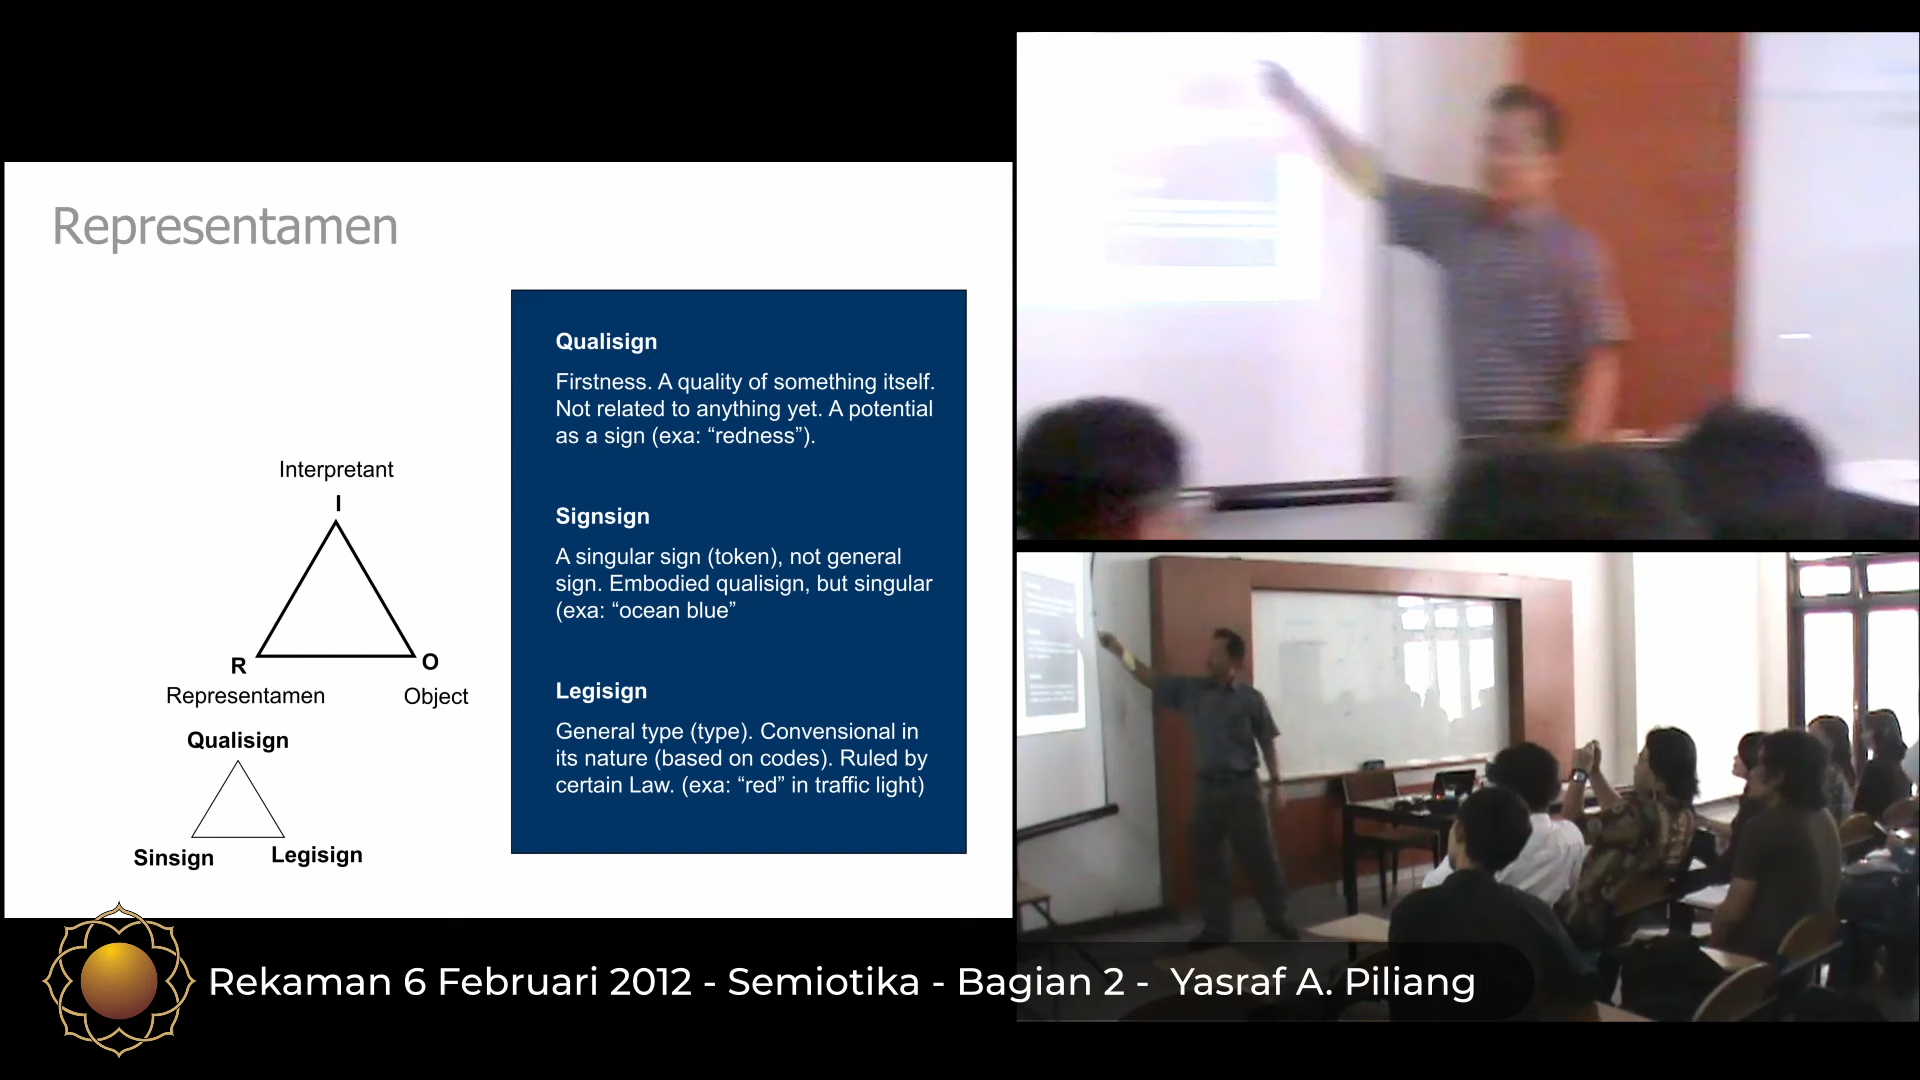 Representamen
Qualisign
Firstness. A quality of something itself.
Not related to anything yet. A potential
as a sign (exa: “redness”).
Signsign
A singular sign (token), not general
sign. Embodied qualisign, but singular
(exa: “ocean blue”
Legisign
General type (type). Convensional in
its nature (based on codes). Ruled by
certain Law. (exa: “red” in traffic light)
Interpretant
I
R
O
Representamen
Object
Qualisign
Sinsign
Legisign
Rekaman 6 Februari 2012 - Semiotika - Bagian 2 - Yasraf A. Piliang